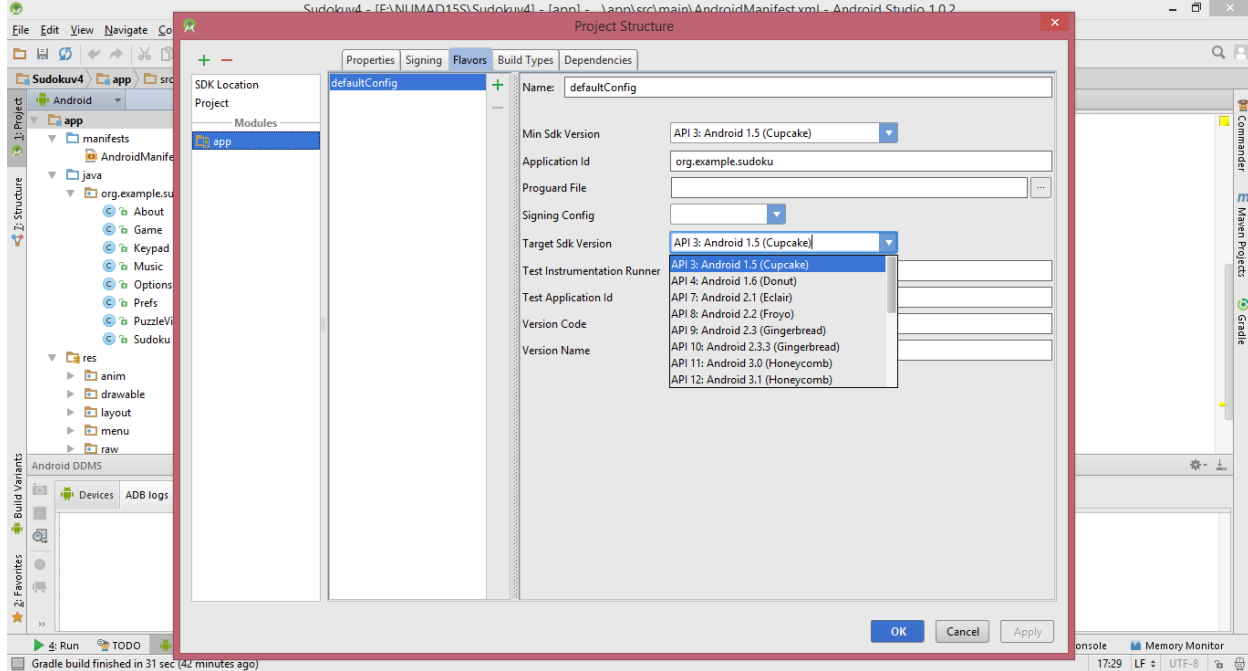 Sudokuv4 - [E:\NUMAD15S\Sudokuv4] - [app] - ...\app\src\main\AndroidManifest.xml - Android Studio 1.0.2
File Edit View Navigate Co
Project Structure
Sudokuv4 app src
Android
1: Project
7: Structure
Build Variants
2: Favorites
app
manifests
AndroidManife
java
org.example.su
About
Game
Keypad
Music
Options
Prefs
PuzzleVi
Sudoku
res
anim
drawable
layout
menu
raw
Android DDMS
Devices ADB logs
SDK Location
Project
Modules
app
Properties Signing Flavors Build Types Dependencies
defaultConfig
Name: defaultConfig
Min Sdk Version API 3: Android 1.5 (Cupcake)
Application Id org.example.sudoku
Proguard File ...
Signing Config
Target Sdk Version API 3: Android 1.5 (Cupcake)
Test Instrumentation Runner
Test Application Id
Version Code
Version Name
API 3: Android 1.5 (Cupcake)
API 4: Android 1.6 (Donut)
API 7: Android 2.1 (Eclair)
API 8: Android 2.2 (Froyo)
API 9: Android 2.3 (Gingerbread)
API 10: Android 2.3.3 (Gingerbread)
API 11: Android 3.0 (Honeycomb)
API 12: Android 3.1 (Honeycomb)
OK Cancel Apply
Commander
m Maven Projects
Gradle
4: Run TODO onsole Memory Monitor
Gradle build finished in 31 sec (42 minutes ago) 17:29 LF UTF-8